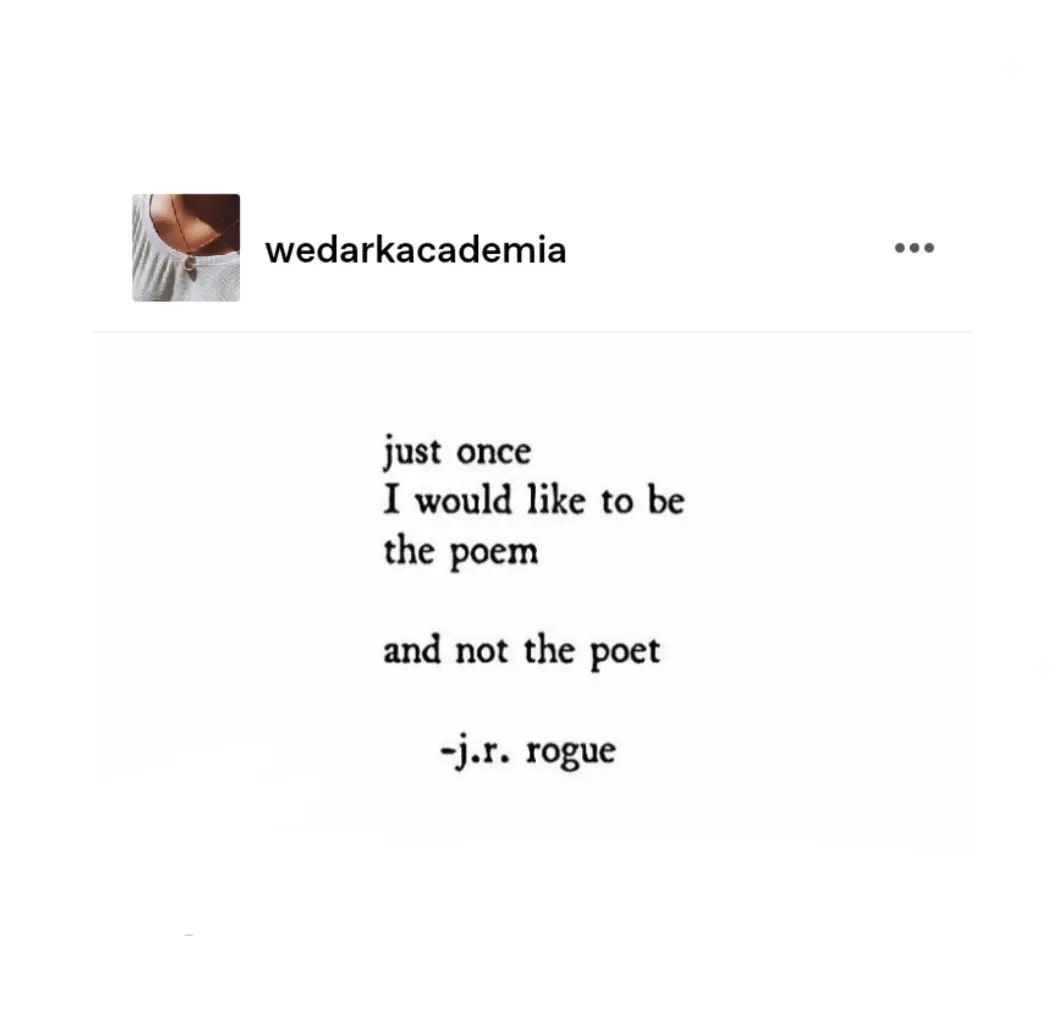 wedarkacademia
just once
I would like to be
the poem
and not the poet
-j.r. rogue